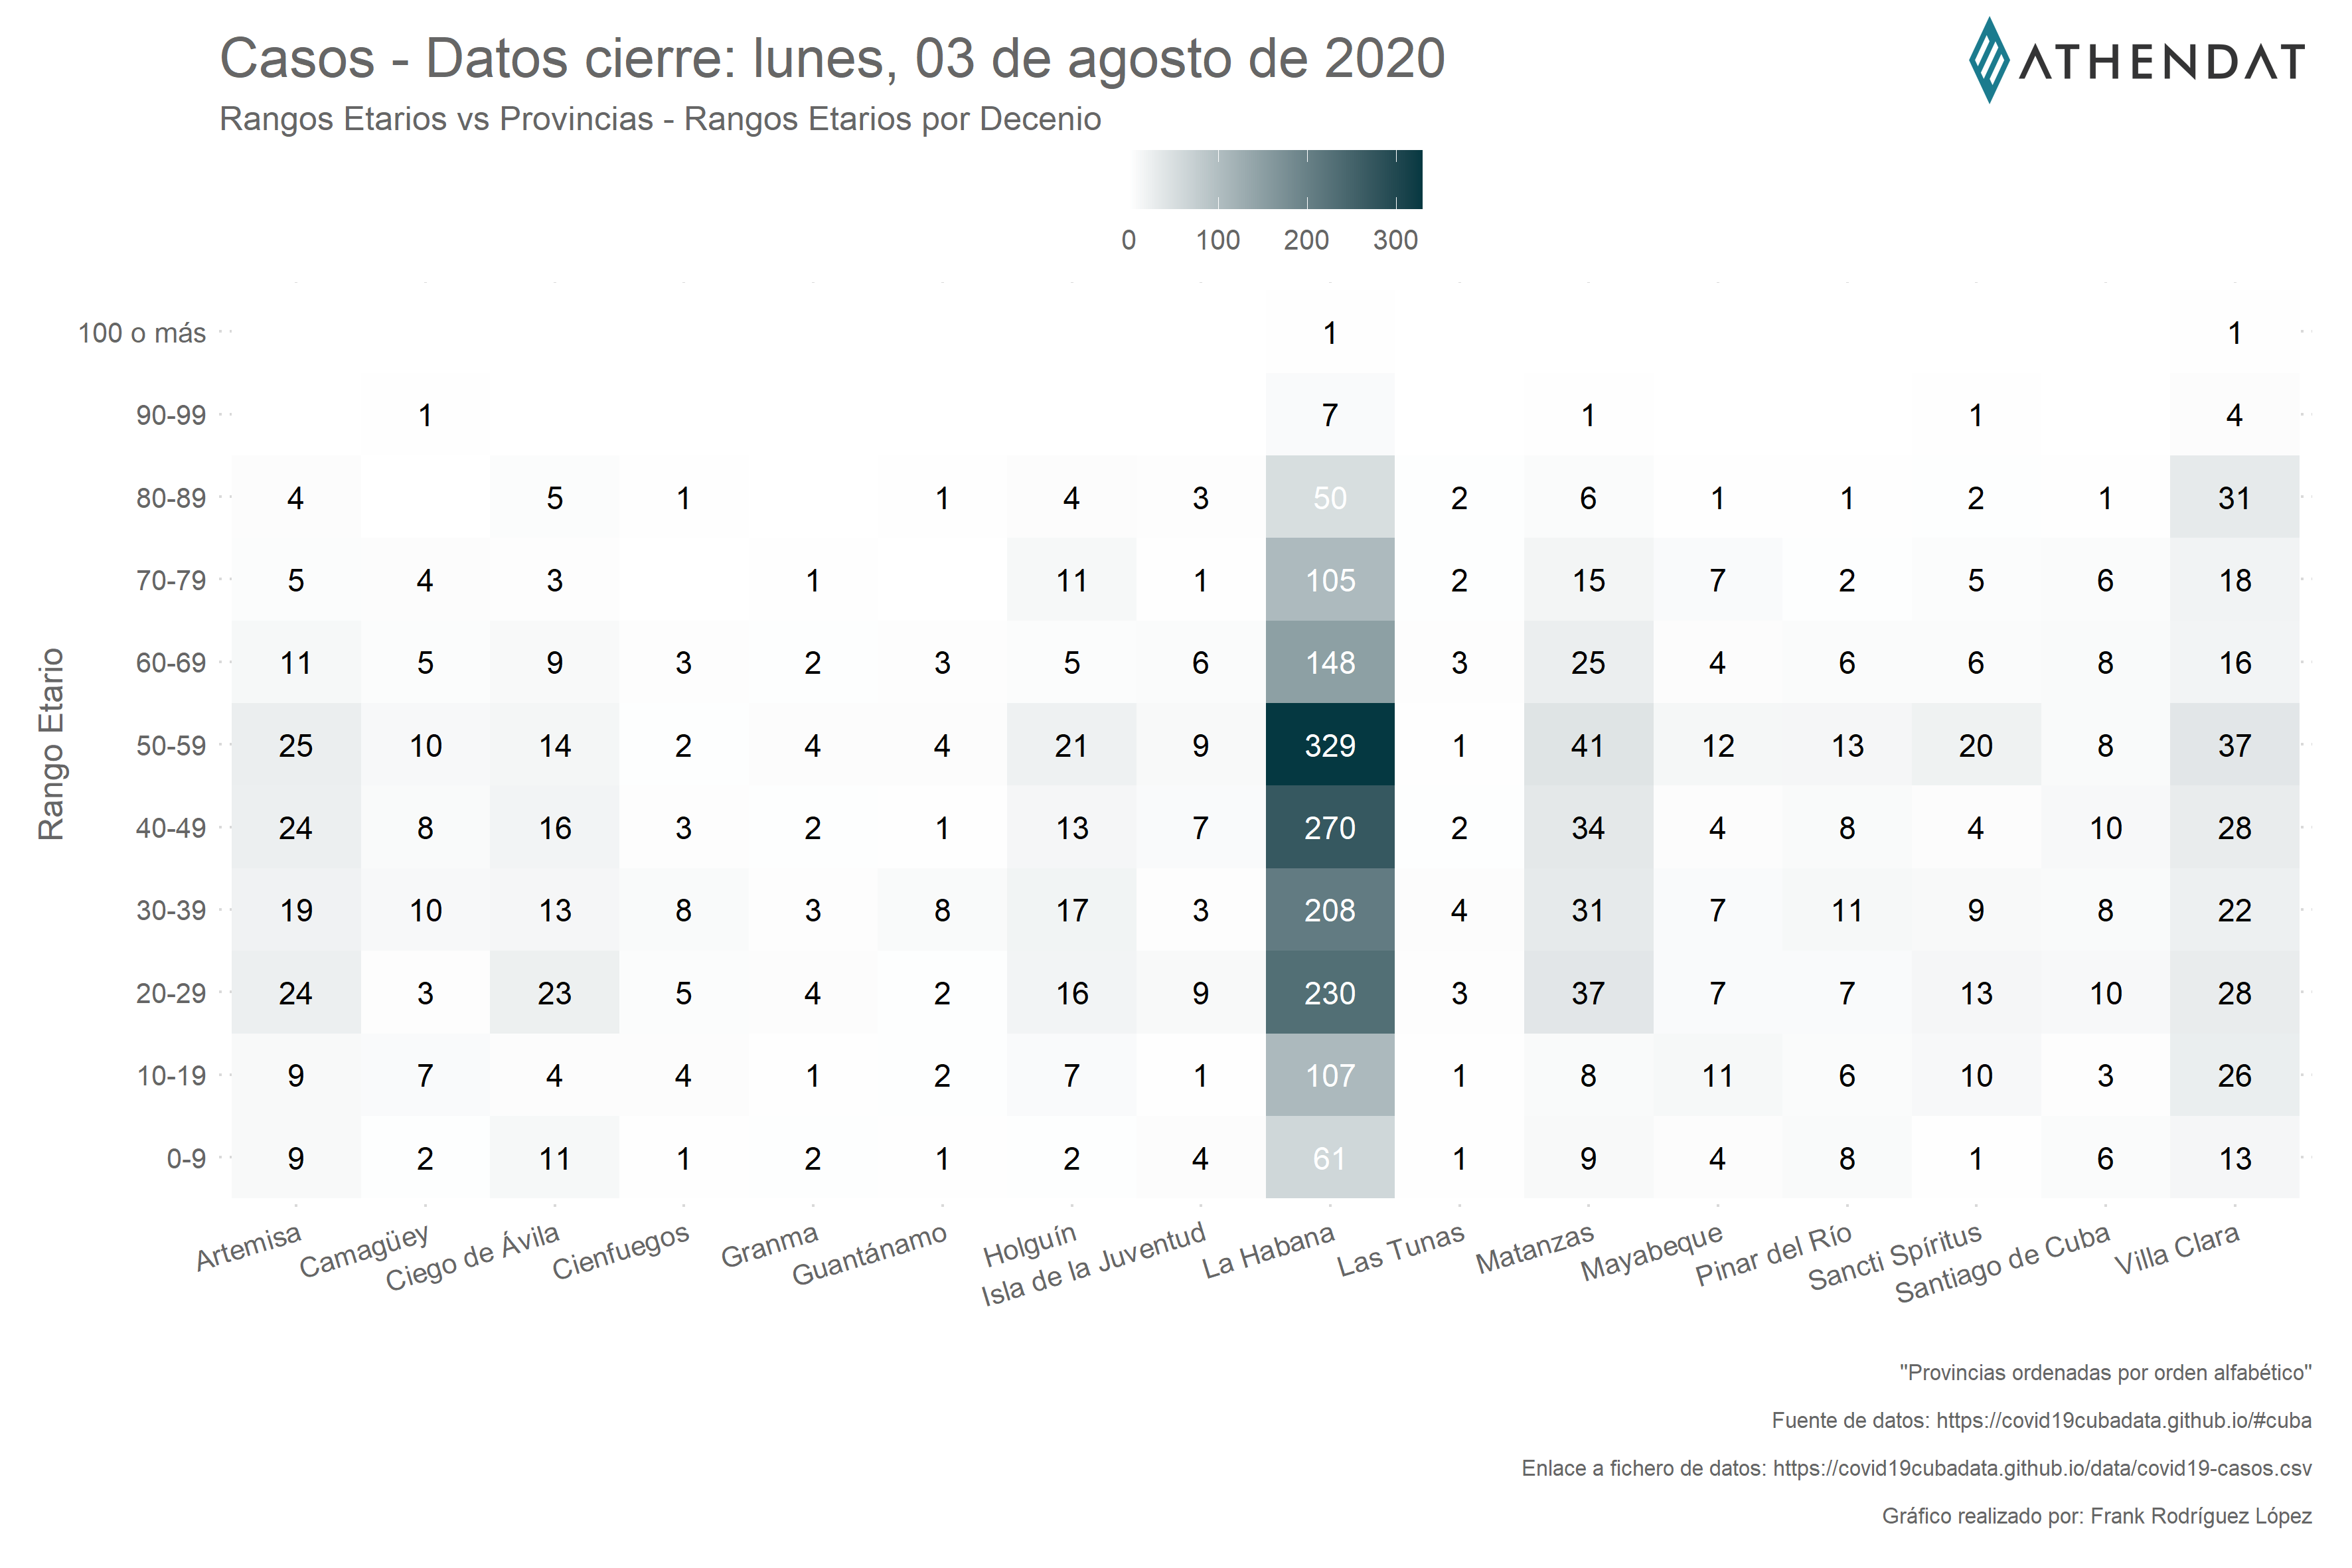 Casos - Datos cierre: lunes, 03 de agosto de 2020
ATHENDAT
Rangos Etarios vs Provincias - Rangos Etarios por Decenio
0 100 200 300
Rango Etario
100 o más 1 1
90-99 1 7 1 1 4
80-89 4 5 1 1 4 3 50 2 6 1 1 2 1 31
70-79 5 4 3 1 11 1 105 2 15 7 2 5 6 18
60-69 11 5 9 3 2 3 5 6 148 3 25 4 6 6 8 16
50-59 25 10 14 2 4 4 21 9 329 1 41 12 13 20 8 37
40-49 24 8 16 3 2 1 13 7 270 2 34 4 8 4 10 28
30-39 19 10 13 8 3 8 17 3 208 4 31 7 11 9 8 22
20-29 24 3 23 5 4 2 16 9 230 3 37 7 7 13 10 28
10-19 9 7 4 4 1 2 7 1 107 1 8 11 6 10 3 26
0-9 9 2 11 1 2 1 2 4 61 1 9 4 8 1 6 13
Artemisa Camagüey Ciego de Ávila Cienfuegos Granma Guantánamo Holguín Isla de la Juventud La Habana Las Tunas Matanzas Mayabeque Pinar del Río Sancti Spíritus Santiago de Cuba Villa Clara
"Provincias ordenadas por orden alfabético"
Fuente de datos: https://covid19cubadata.github.io/#cuba
Enlace a fichero de datos: https://covid19cubadata.github.io/data/covid19-casos.csv
Gráfico realizado por: Frank Rodríguez López